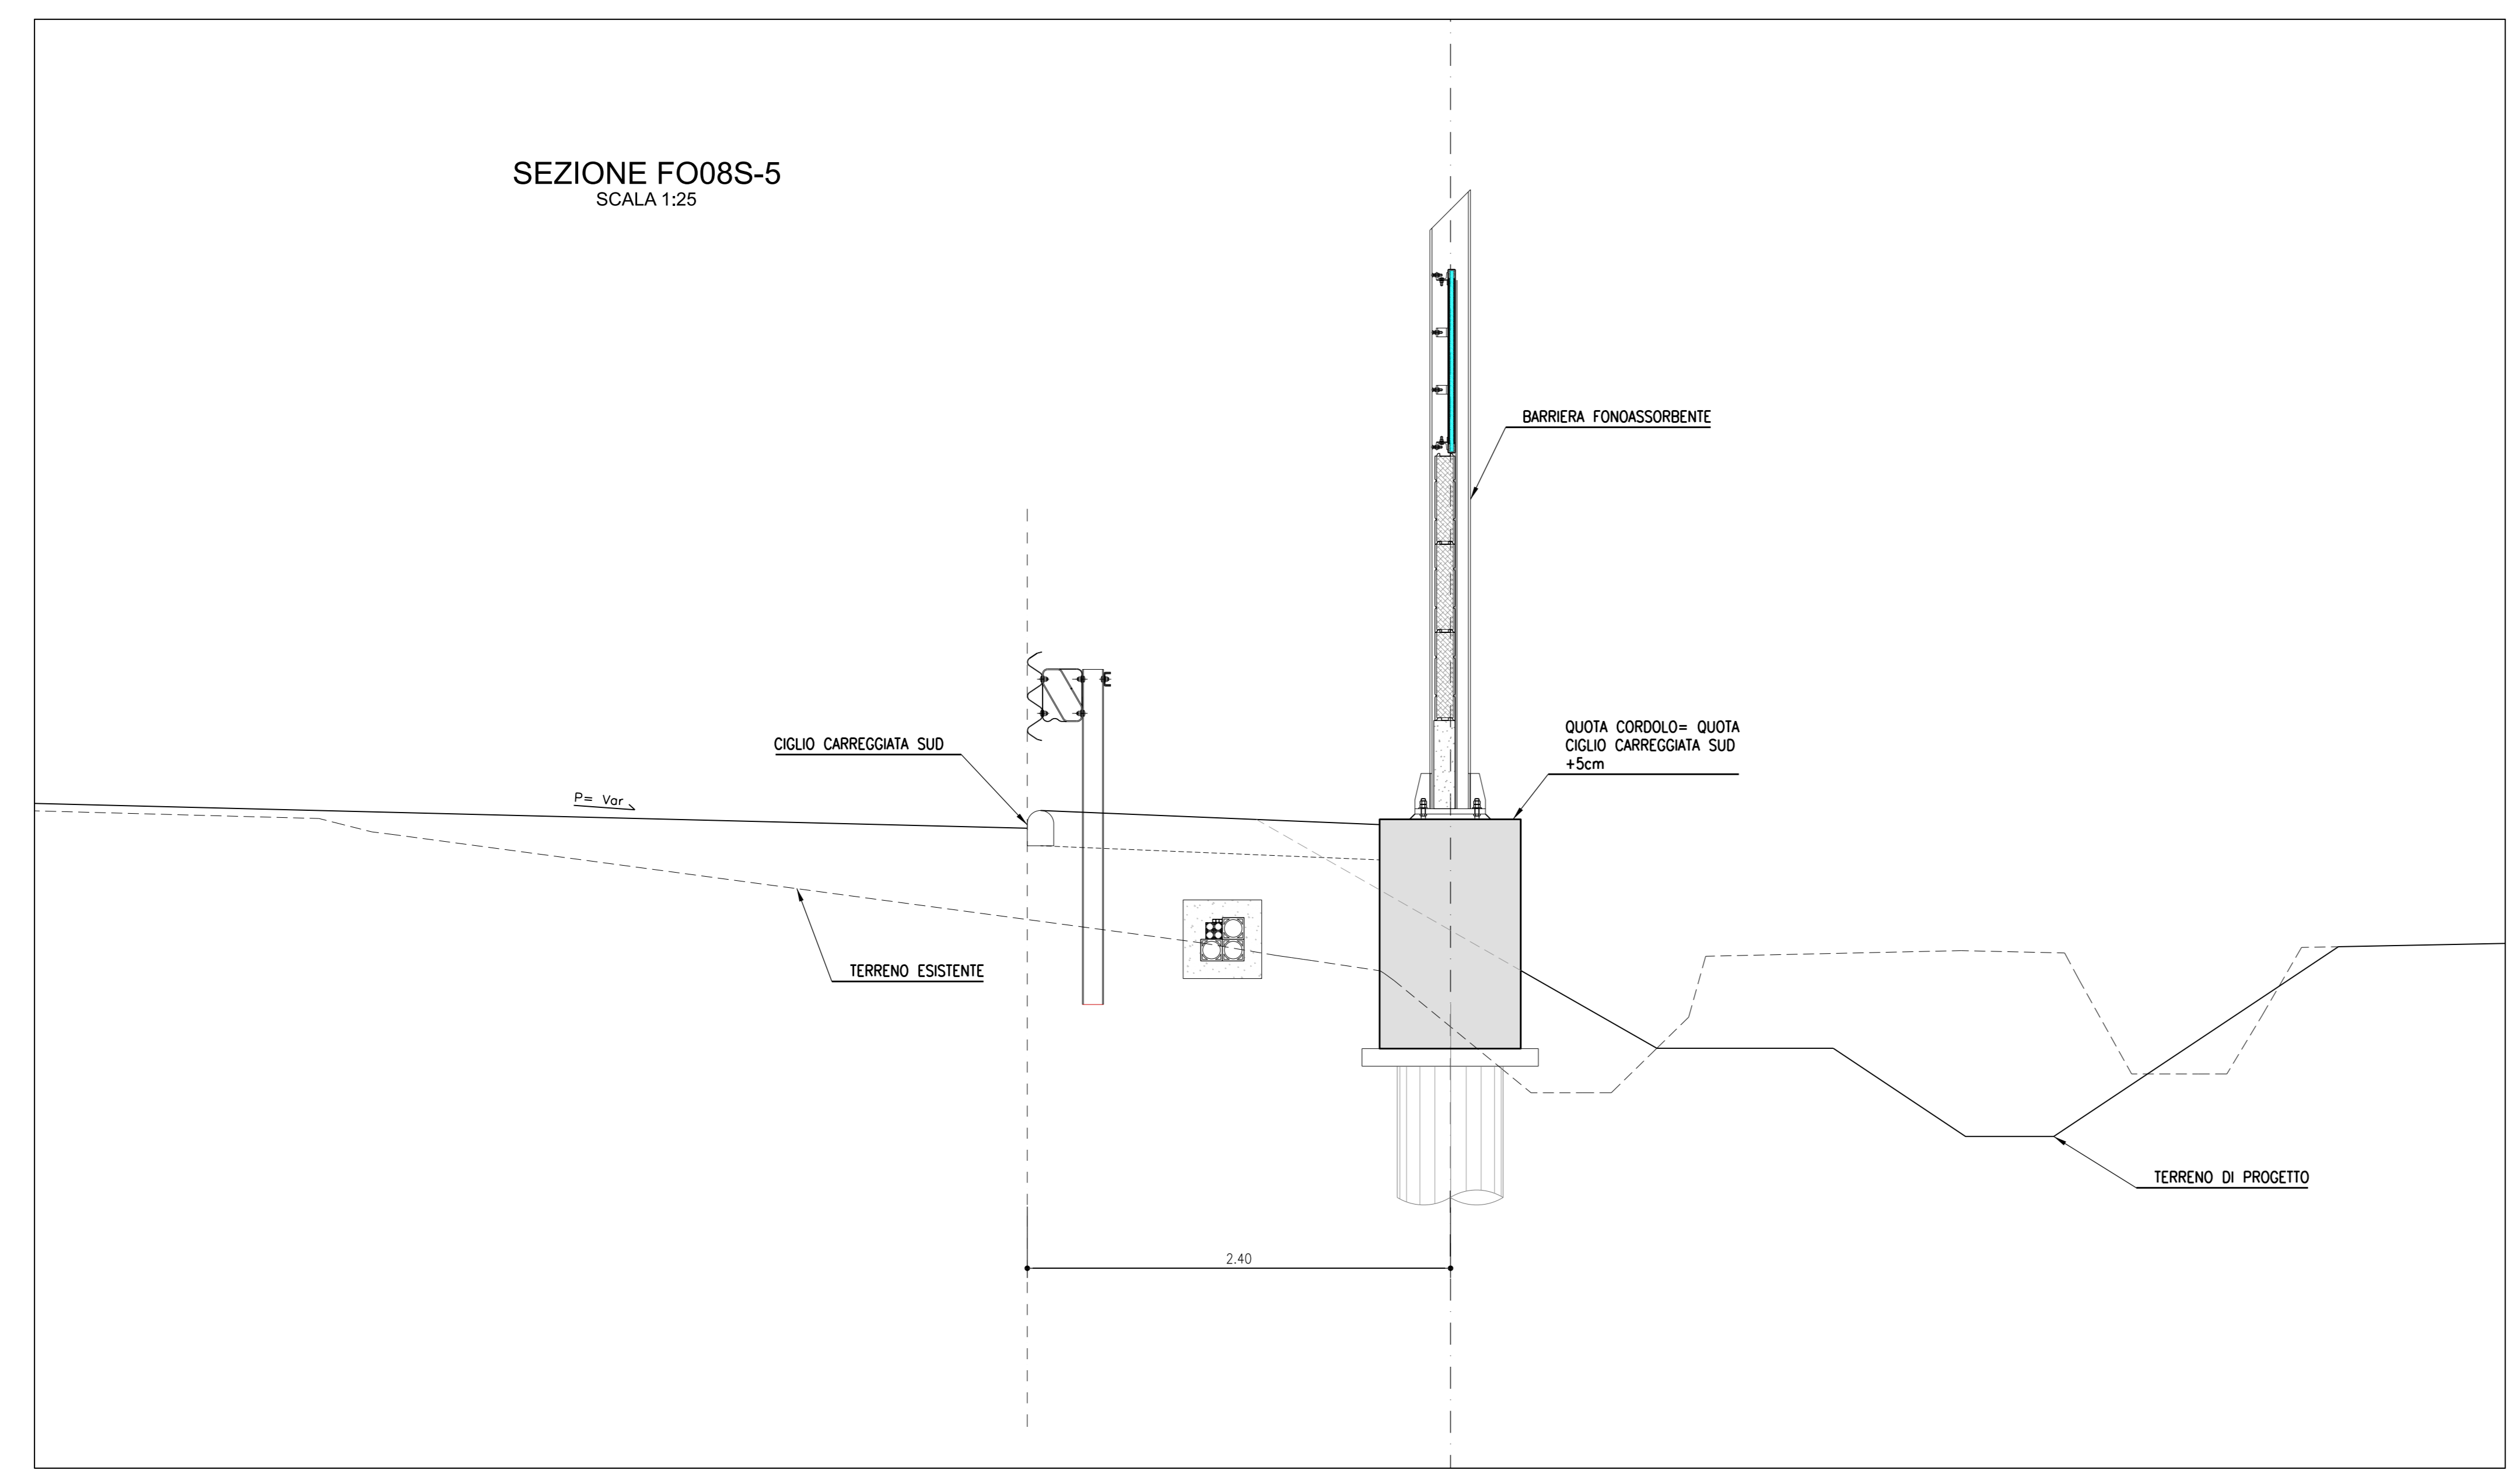 SEZIONE FO08S-5
SCALA 1:25
BARRIERA FONOASSORBENTE
QUOTA CORDOLO= QUOTA
CIGLIO CARREGGIATA SUD
+5cm
CIGLIO CARREGGIATA SUD
P= Var
TERRENO ESISTENTE
TERRENO DI PROGETTO
2.40